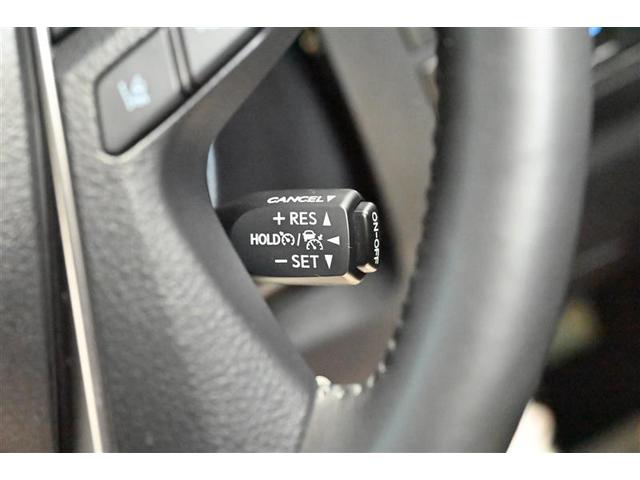 CANCEL▼
+ RES ▲
HOLD / ◄
− SET ▼
ON-OFF